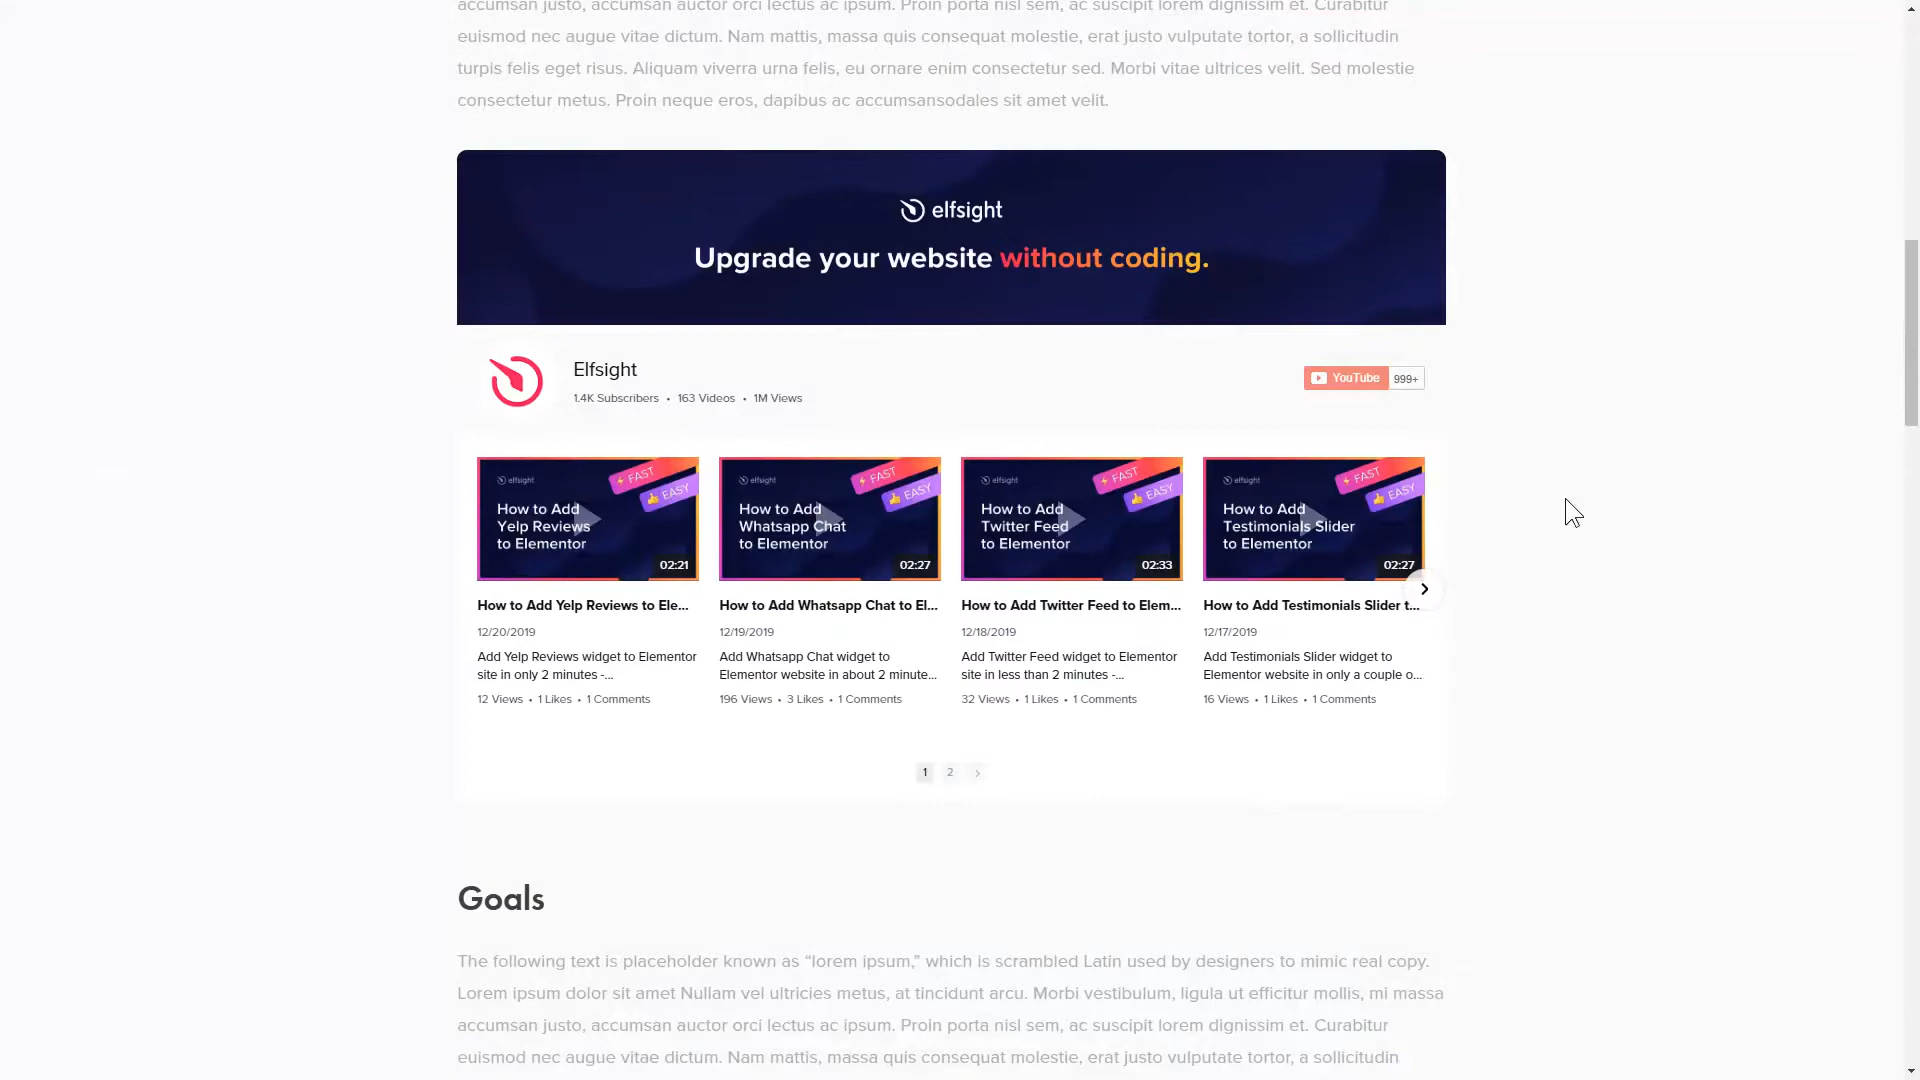 accumsan justo, accumsan auctor orci lectus ac ipsum. Proin porta nisl sem, ac suscipit lorem dignissim et. Curabitur
euismod nec augue vitae dictum. Nam mattis, massa quis consequat molestie, erat justo vulputate tortor, a sollicitudin
turpis felis eget risus. Aliquam viverra urna felis, eu ornare enim consectetur sed. Morbi vitae ultrices velit. Sed molestie
consectetur metus. Proin neque eros, dapibus ac accumsansodales sit amet velit.
elfsight
Upgrade your website without coding.
Elfsight
1.4K Subscribers • 163 Videos • 1M Views
YouTube 999+
elfsight
FAST
EASY
How to Add
Yelp Reviews
to Elementor
02:21
How to Add Yelp Reviews to Ele...
12/20/2019
Add Yelp Reviews widget to Elementor
site in only 2 minutes -...
12 Views • 1 Likes • 1 Comments
elfsight
FAST
EASY
How to Add
Whatsapp Chat
to Elementor
02:27
How to Add Whatsapp Chat to El...
12/19/2019
Add Whatsapp Chat widget to
Elementor website in about 2 minute...
196 Views • 3 Likes • 1 Comments
elfsight
FAST
EASY
How to Add
Twitter Feed
to Elementor
02:33
How to Add Twitter Feed to Elem...
12/18/2019
Add Twitter Feed widget to Elementor
site in less than 2 minutes -...
32 Views • 1 Likes • 1 Comments
elfsight
FAST
EASY
How to Add
Testimonials Slider
to Elementor
02:27
How to Add Testimonials Slider t...
12/17/2019
Add Testimonials Slider widget to
Elementor website in only a couple o...
16 Views • 1 Likes • 1 Comments
1 2 ›
Goals
The following text is placeholder known as “lorem ipsum,” which is scrambled Latin used by designers to mimic real copy.
Lorem ipsum dolor sit amet Nullam vel ultricies metus, at tincidunt arcu. Morbi vestibulum, ligula ut efficitur mollis, mi massa
accumsan justo, accumsan auctor orci lectus ac ipsum. Proin porta nisl sem, ac suscipit lorem dignissim et. Curabitur
euismod nec augue vitae dictum. Nam mattis, massa quis consequat molestie, erat justo vulputate tortor, a sollicitudin